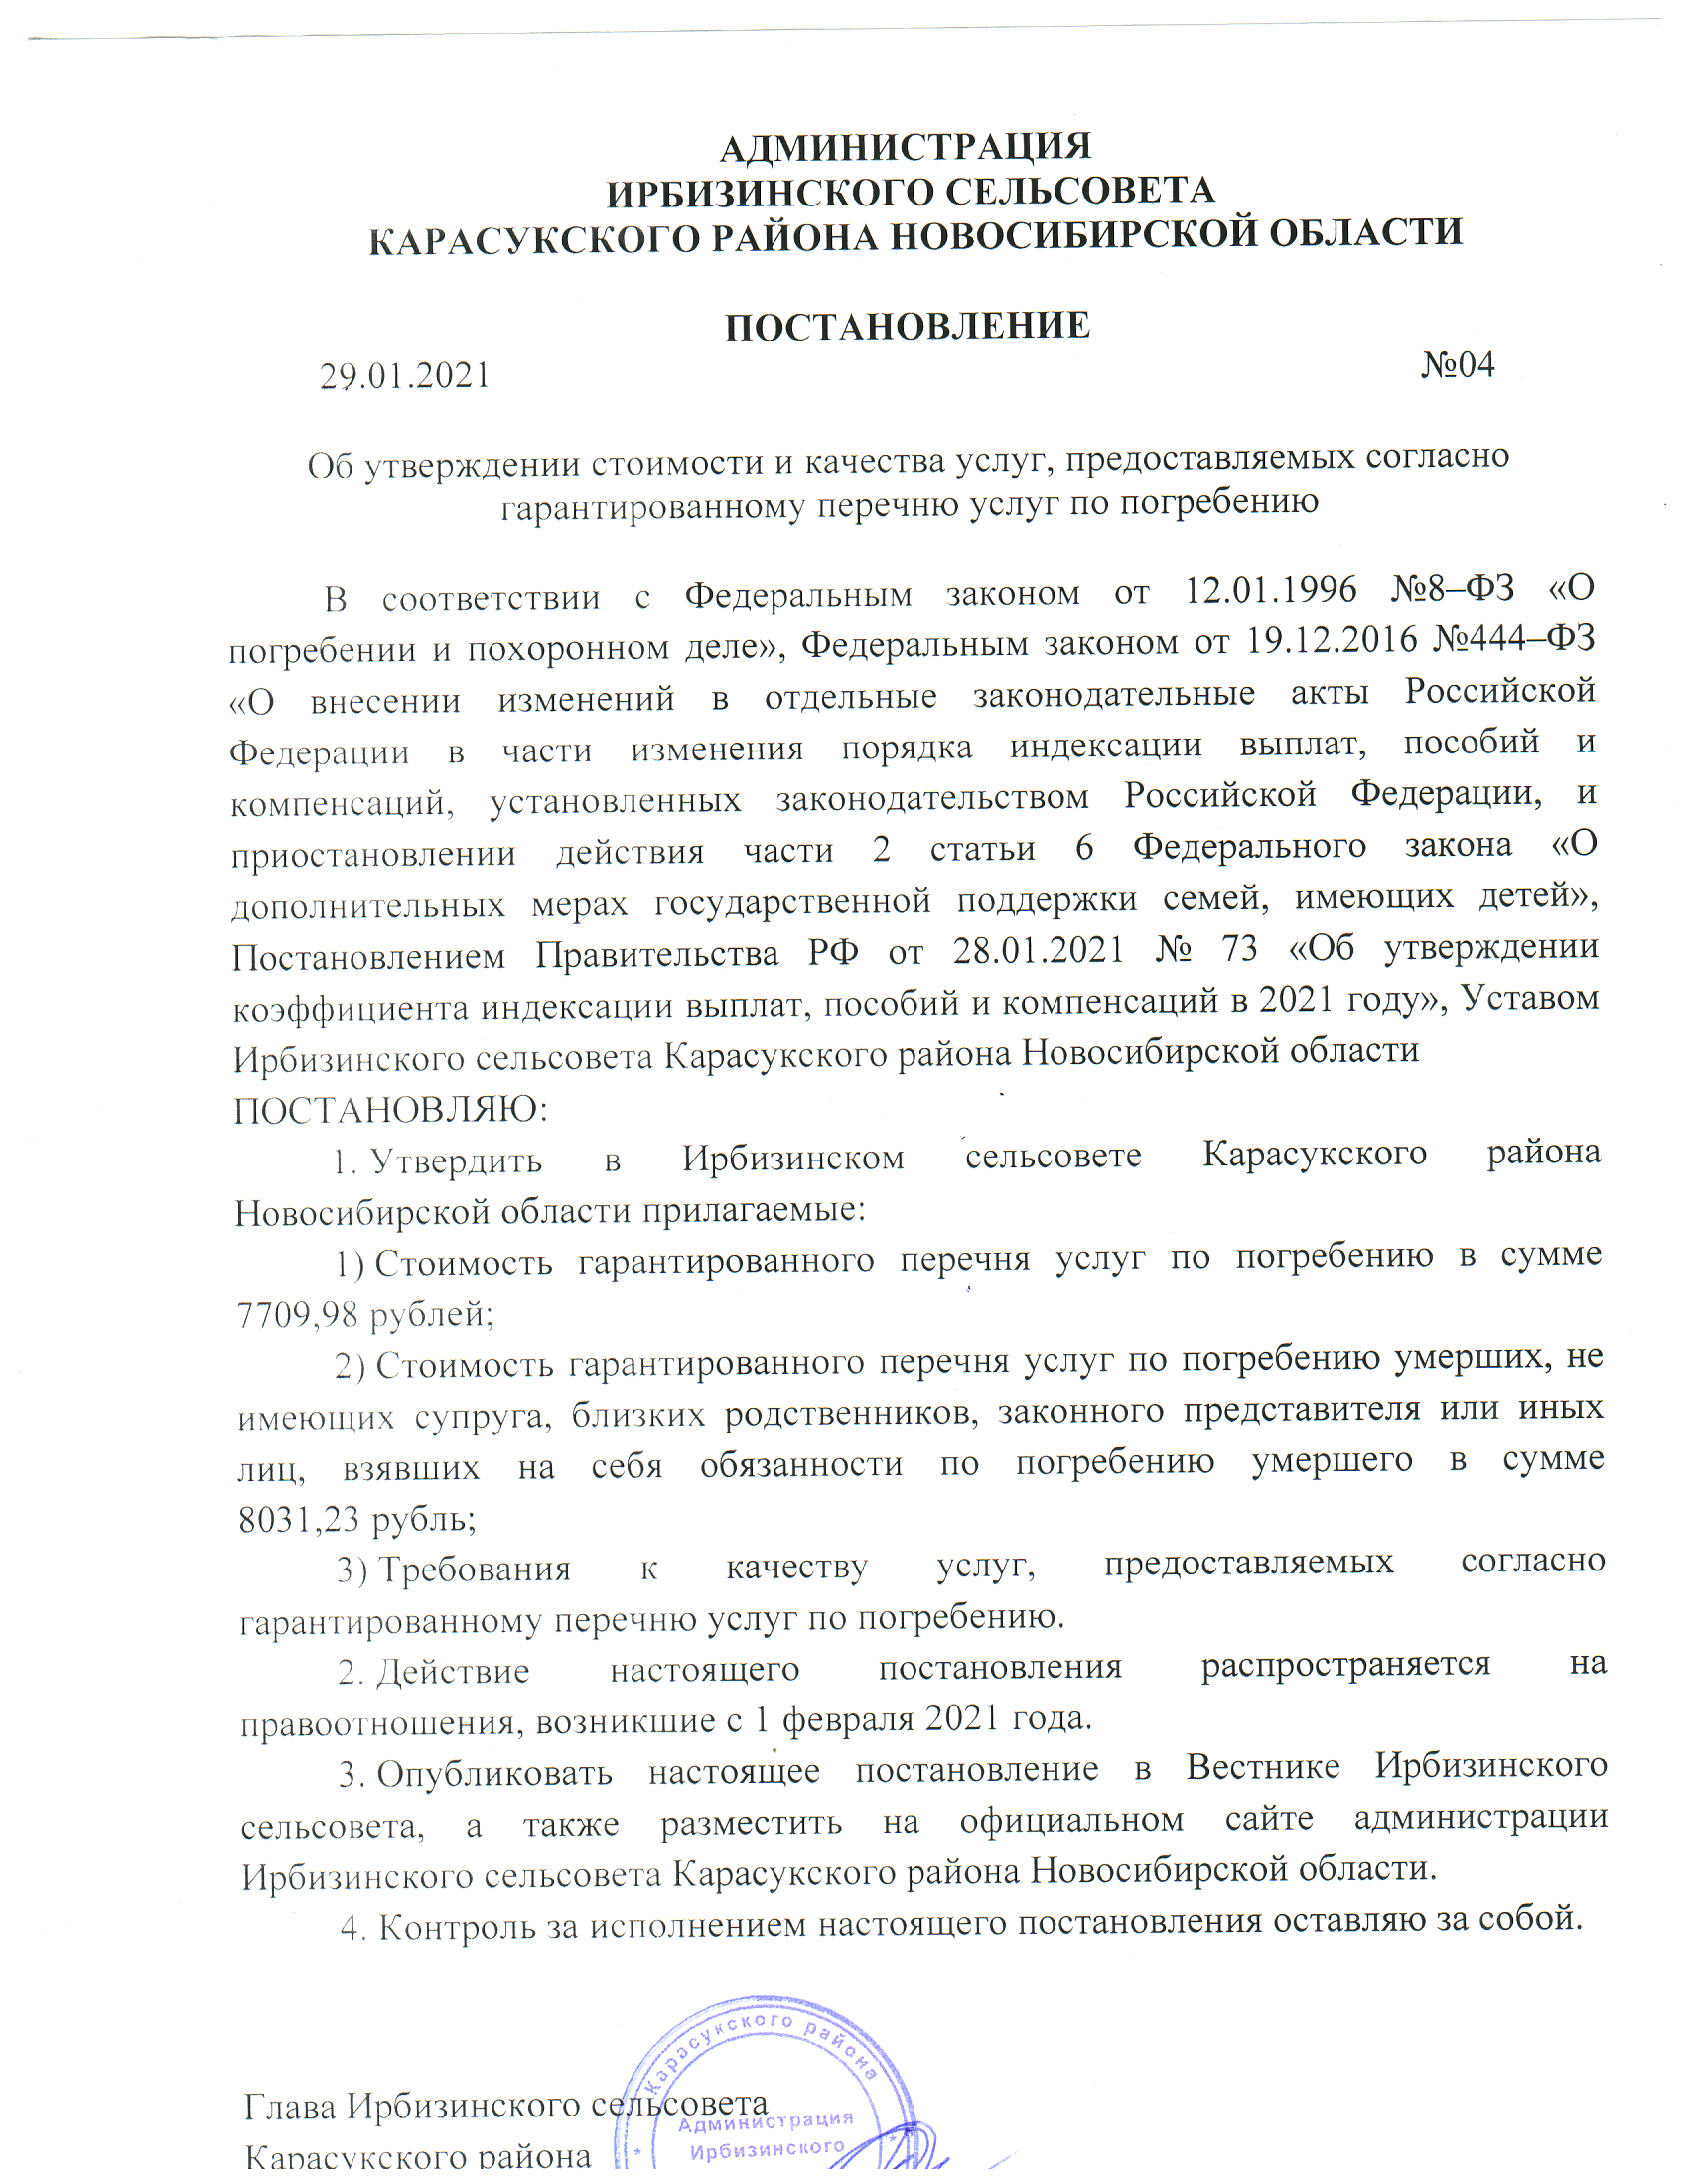 АДМИНИСТРАЦИЯ
ИРБИЗИНСКОГО СЕЛЬСОВЕТА
КАРАСУКСКОГО РАЙОНА НОВОСИБИРСКОЙ ОБЛАСТИ
ПОСТАНОВЛЕНИЕ
29.01.2021 №04
Об утверждении стоимости и качества услуг, предоставляемых согласно
гарантированному перечню услуг по погребению
В соответствии с Федеральным законом от 12.01.1996 №8–ФЗ «О
погребении и похоронном деле», Федеральным законом от 19.12.2016 №444–ФЗ
«О внесении изменений в отдельные законодательные акты Российской
Федерации в части изменения порядка индексации выплат, пособий и
компенсаций, установленных законодательством Российской Федерации, и
приостановлении действия части 2 статьи 6 Федерального закона «О
дополнительных мерах государственной поддержки семей, имеющих детей»,
Постановлением Правительства РФ от 28.01.2021 № 73 «Об утверждении
коэффициента индексации выплат, пособий и компенсаций в 2021 году», Уставом
Ирбизинского сельсовета Карасукского района Новосибирской области
ПОСТАНОВЛЯЮ:
1. Утвердить в Ирбизинском сельсовете Карасукского района
Новосибирской области прилагаемые:
1) Стоимость гарантированного перечня услуг по погребению в сумме
7709,98 рублей;
2) Стоимость гарантированного перечня услуг по погребению умерших, не
имеющих супруга, близких родственников, законного представителя или иных
лиц, взявших на себя обязанности по погребению умершего в сумме
8031,23 рубль;
3) Требования к качеству услуг, предоставляемых согласно
гарантированному перечню услуг по погребению.
2. Действие настоящего постановления распространяется на
правоотношения, возникшие с 1 февраля 2021 года.
3. Опубликовать настоящее постановление в Вестнике Ирбизинского
сельсовета, а также разместить на официальном сайте администрации
Ирбизинского сельсовета Карасукского района Новосибирской области.
4. Контроль за исполнением настоящего постановления оставляю за собой.
Карасукского района
Администрация
Ирбизинского
Глава Ирбизинского сельсовета
Карасукского района